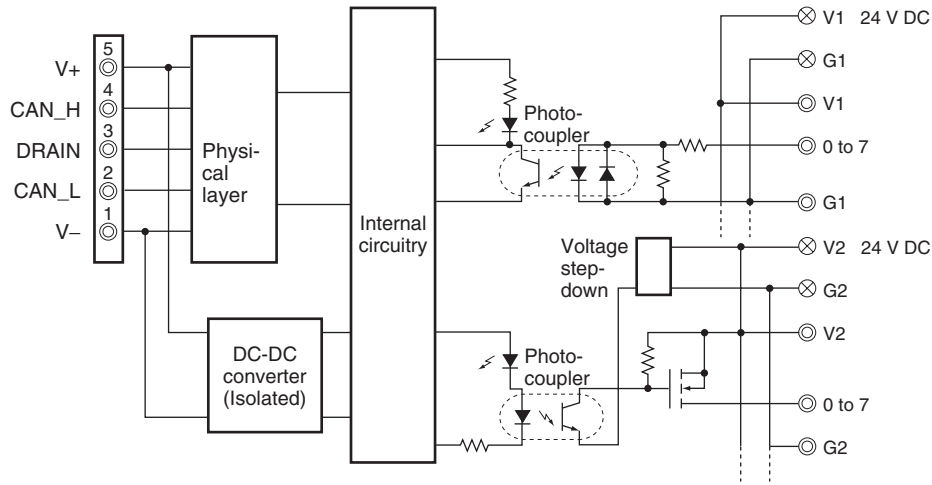 5
V+
4
CAN_H
3
DRAIN
2
CAN_L
1
V−
Physi-
cal
layer
DC-DC
converter
(Isolated)
Internal
circuitry
Photo-
coupler
V1 24 V DC
G1
V1
0 to 7
G1
Voltage
step-
down
V2 24 V DC
G2
V2
Photo-
coupler
0 to 7
G2